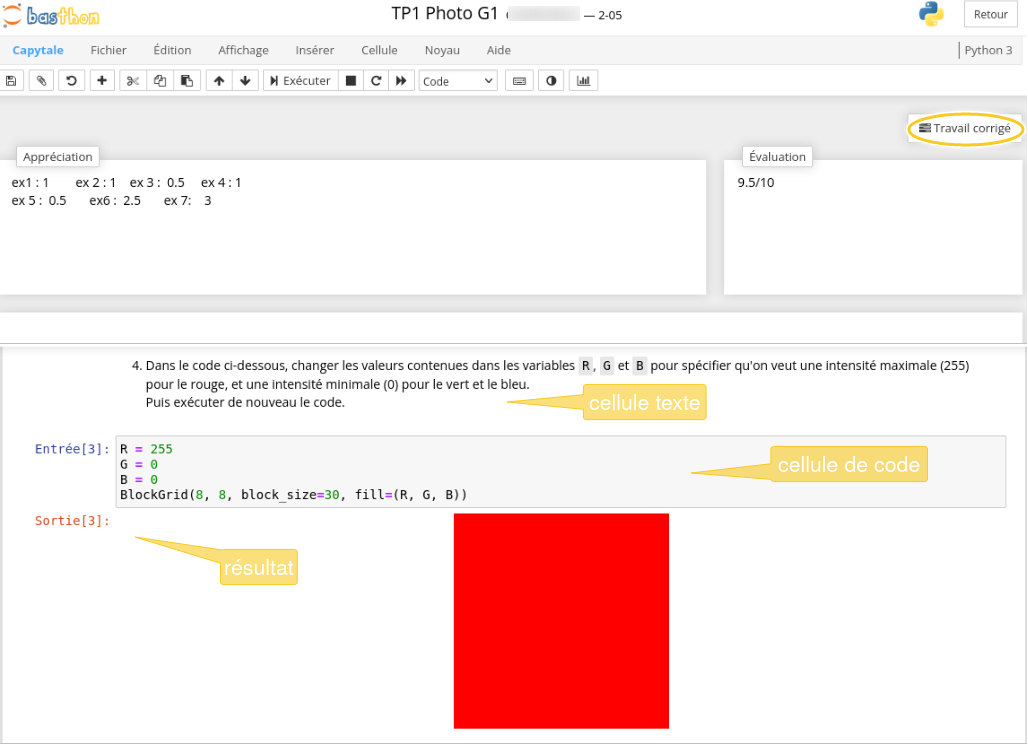 basthon
TP1 Photo G1 — 2-05
Retour
Capytale Fichier Édition Affichage Insérer Cellule Noyau Aide Python 3
Exécuter Code
Travail corrigé
Appréciation
Évaluation
ex1 : 1 ex 2 : 1 ex 3 : 0.5 ex 4 : 1
ex 5 : 0.5 ex6 : 2.5 ex 7: 3
9.5/10
4. Dans le code ci-dessous, changer les valeurs contenues dans les variables R, G et B pour spécifier qu'on veut une intensité maximale (255)
pour le rouge, et une intensité minimale (0) pour le vert et le bleu.
Puis exécuter de nouveau le code.
cellule texte
Entrée[3]: R = 255
G = 0
B = 0
BlockGrid(8, 8, block_size=30, fill=(R, G, B))
cellule de code
Sortie[3]:
résultat